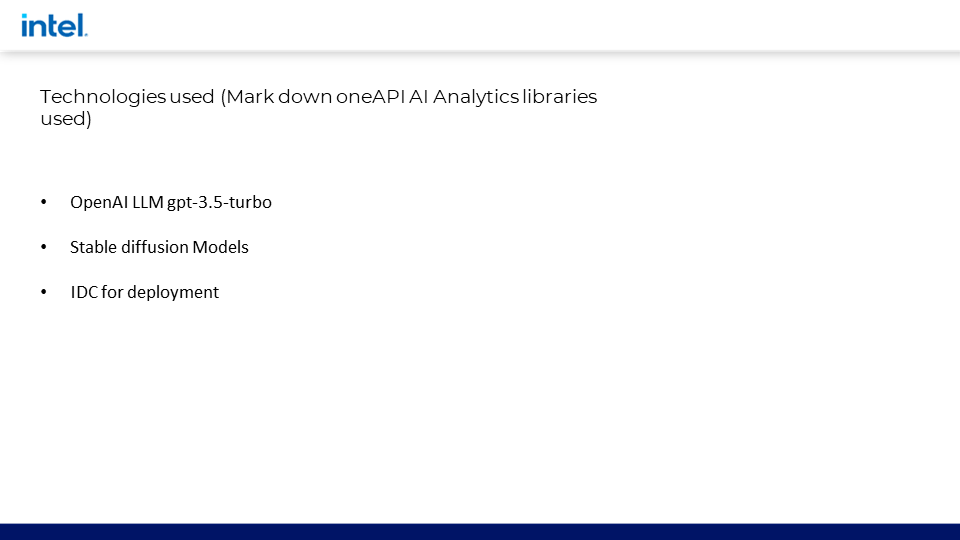 intel.
Technologies used (Mark down oneAPI AI Analytics libraries
used)
• OpenAI LLM gpt-3.5-turbo
• Stable diffusion Models
• IDC for deployment